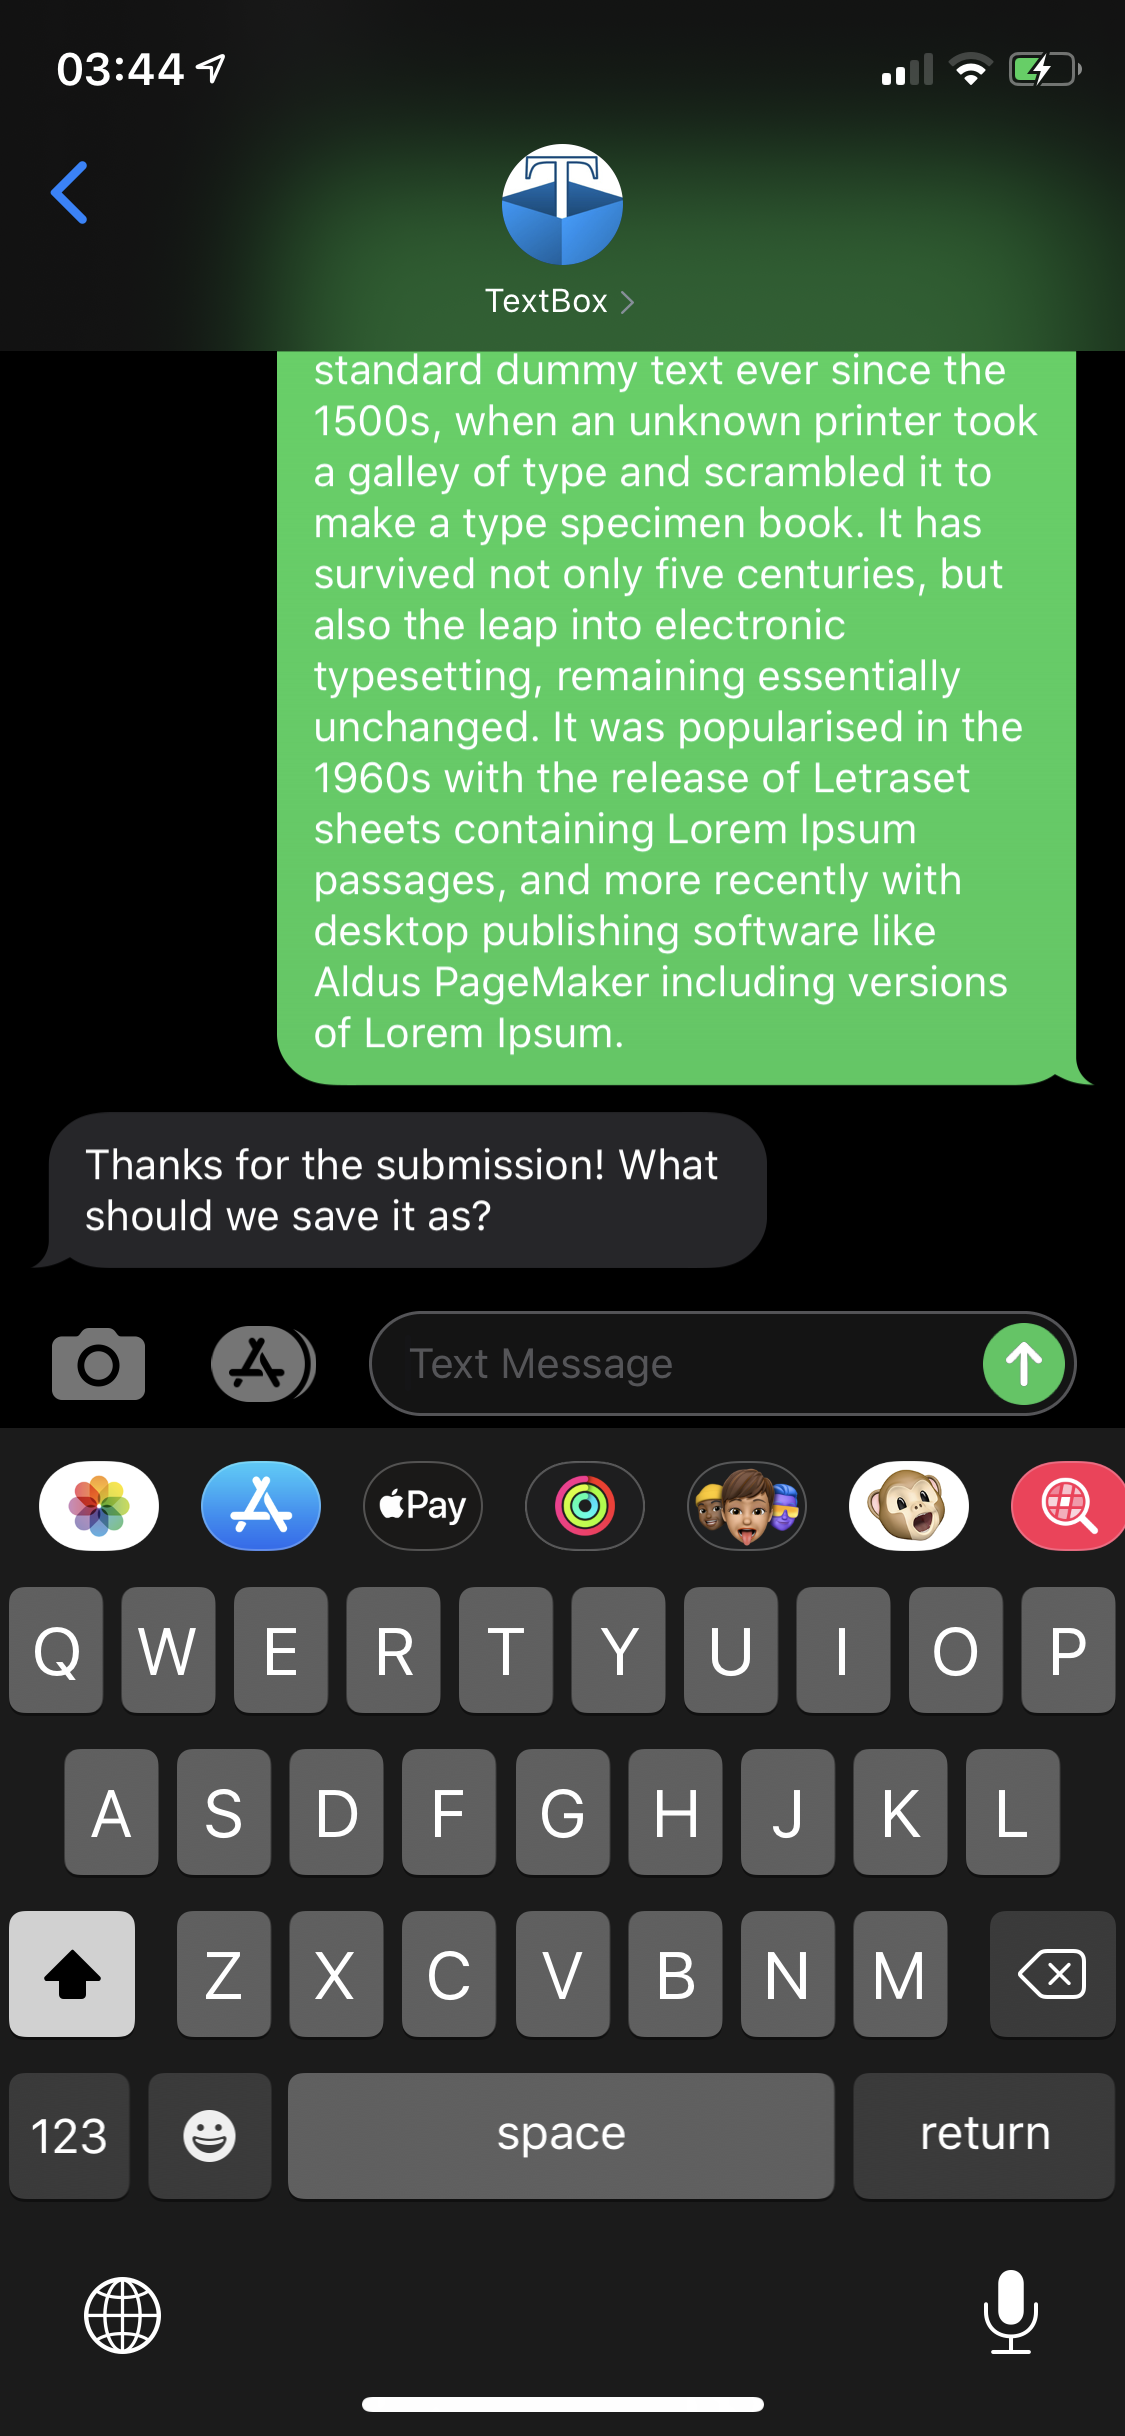 03:44
T
TextBox
standard dummy text ever since the
1500s, when an unknown printer took
a galley of type and scrambled it to
make a type specimen book. It has
survived not only five centuries, but
also the leap into electronic
typesetting, remaining essentially
unchanged. It was popularised in the
1960s with the release of Letraset
sheets containing Lorem Ipsum
passages, and more recently with
desktop publishing software like
Aldus PageMaker including versions
of Lorem Ipsum.
Thanks for the submission! What
should we save it as?
Text Message
Pay
Q W E R T Y U I O P
A S D F G H J K L
Z X C V B N M
123 space return